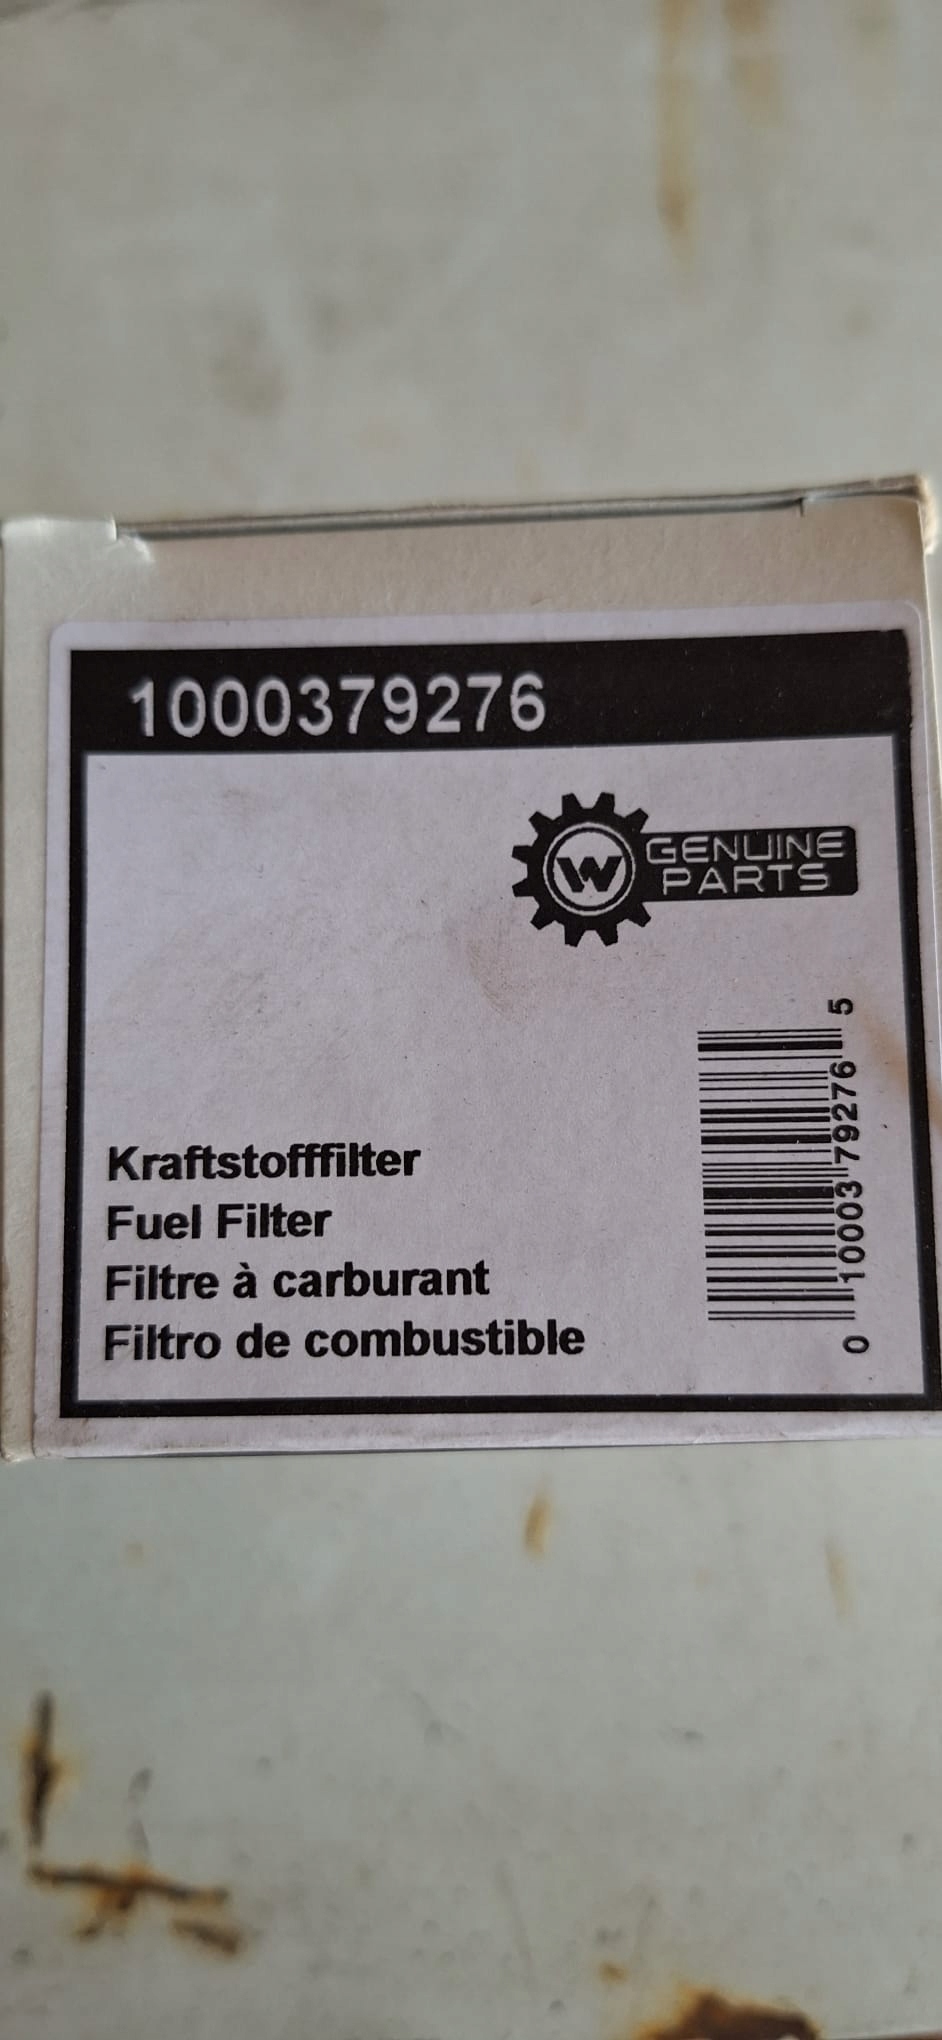 1000379276
W GENUINE
PARTS
Kraftstofffilter
Fuel Filter
Filtre à carburant
Filtro de combustible
0 10003 79276 5